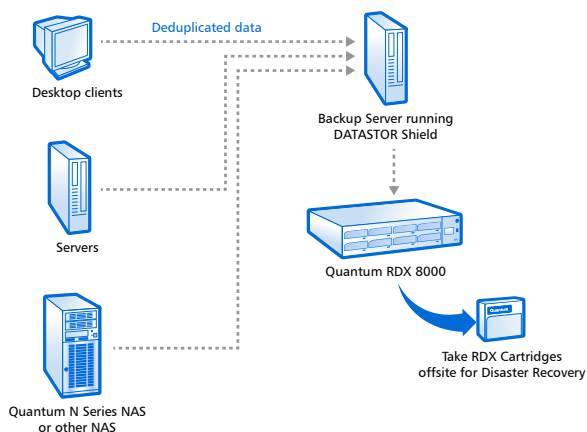 Deduplicated data
Desktop clients
Backup Server running
DATASTOR Shield
Servers
Quantum RDX 8000
Quantum
Take RDX Cartridges
offsite for Disaster Recovery
Quantum N Series NAS
or other NAS